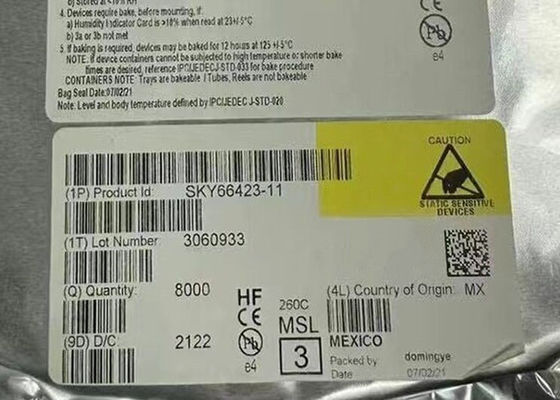 4. Devices require bake, before mounting, if:
a) Humidity Indicator Card is >10% when read at 23+/-5°C
b) 3a or 3b not met
5. If baking is required, devices may be baked for 12 hours at 125 +/-5°C
NOTE: If device containers cannot be subjected to high temperature or shorter bake
times are desired, reference IPC/JEDEC J-STD-033 for bake procedure
CONTAINERS NOTE: Trays are bakeable / Tubes, Reels are not bakeable
Bag Seal Date: 07/02/21
Note: Level and body temperature defined by IPC/JEDEC J-STD-020
CE
Pb
e4
CAUTION
STATIC SENSITIVE
DEVICES
(1P) Product Id: SKY66423-11
(1T) Lot Number: 3060933
(Q) Quantity: 8000
(9D) D/C 2122
HF
CE
Pb
e4
260C
MSL
3
(4L) Country of Origin: MX
MEXICO
Packed by domingye
Date 07/02/21